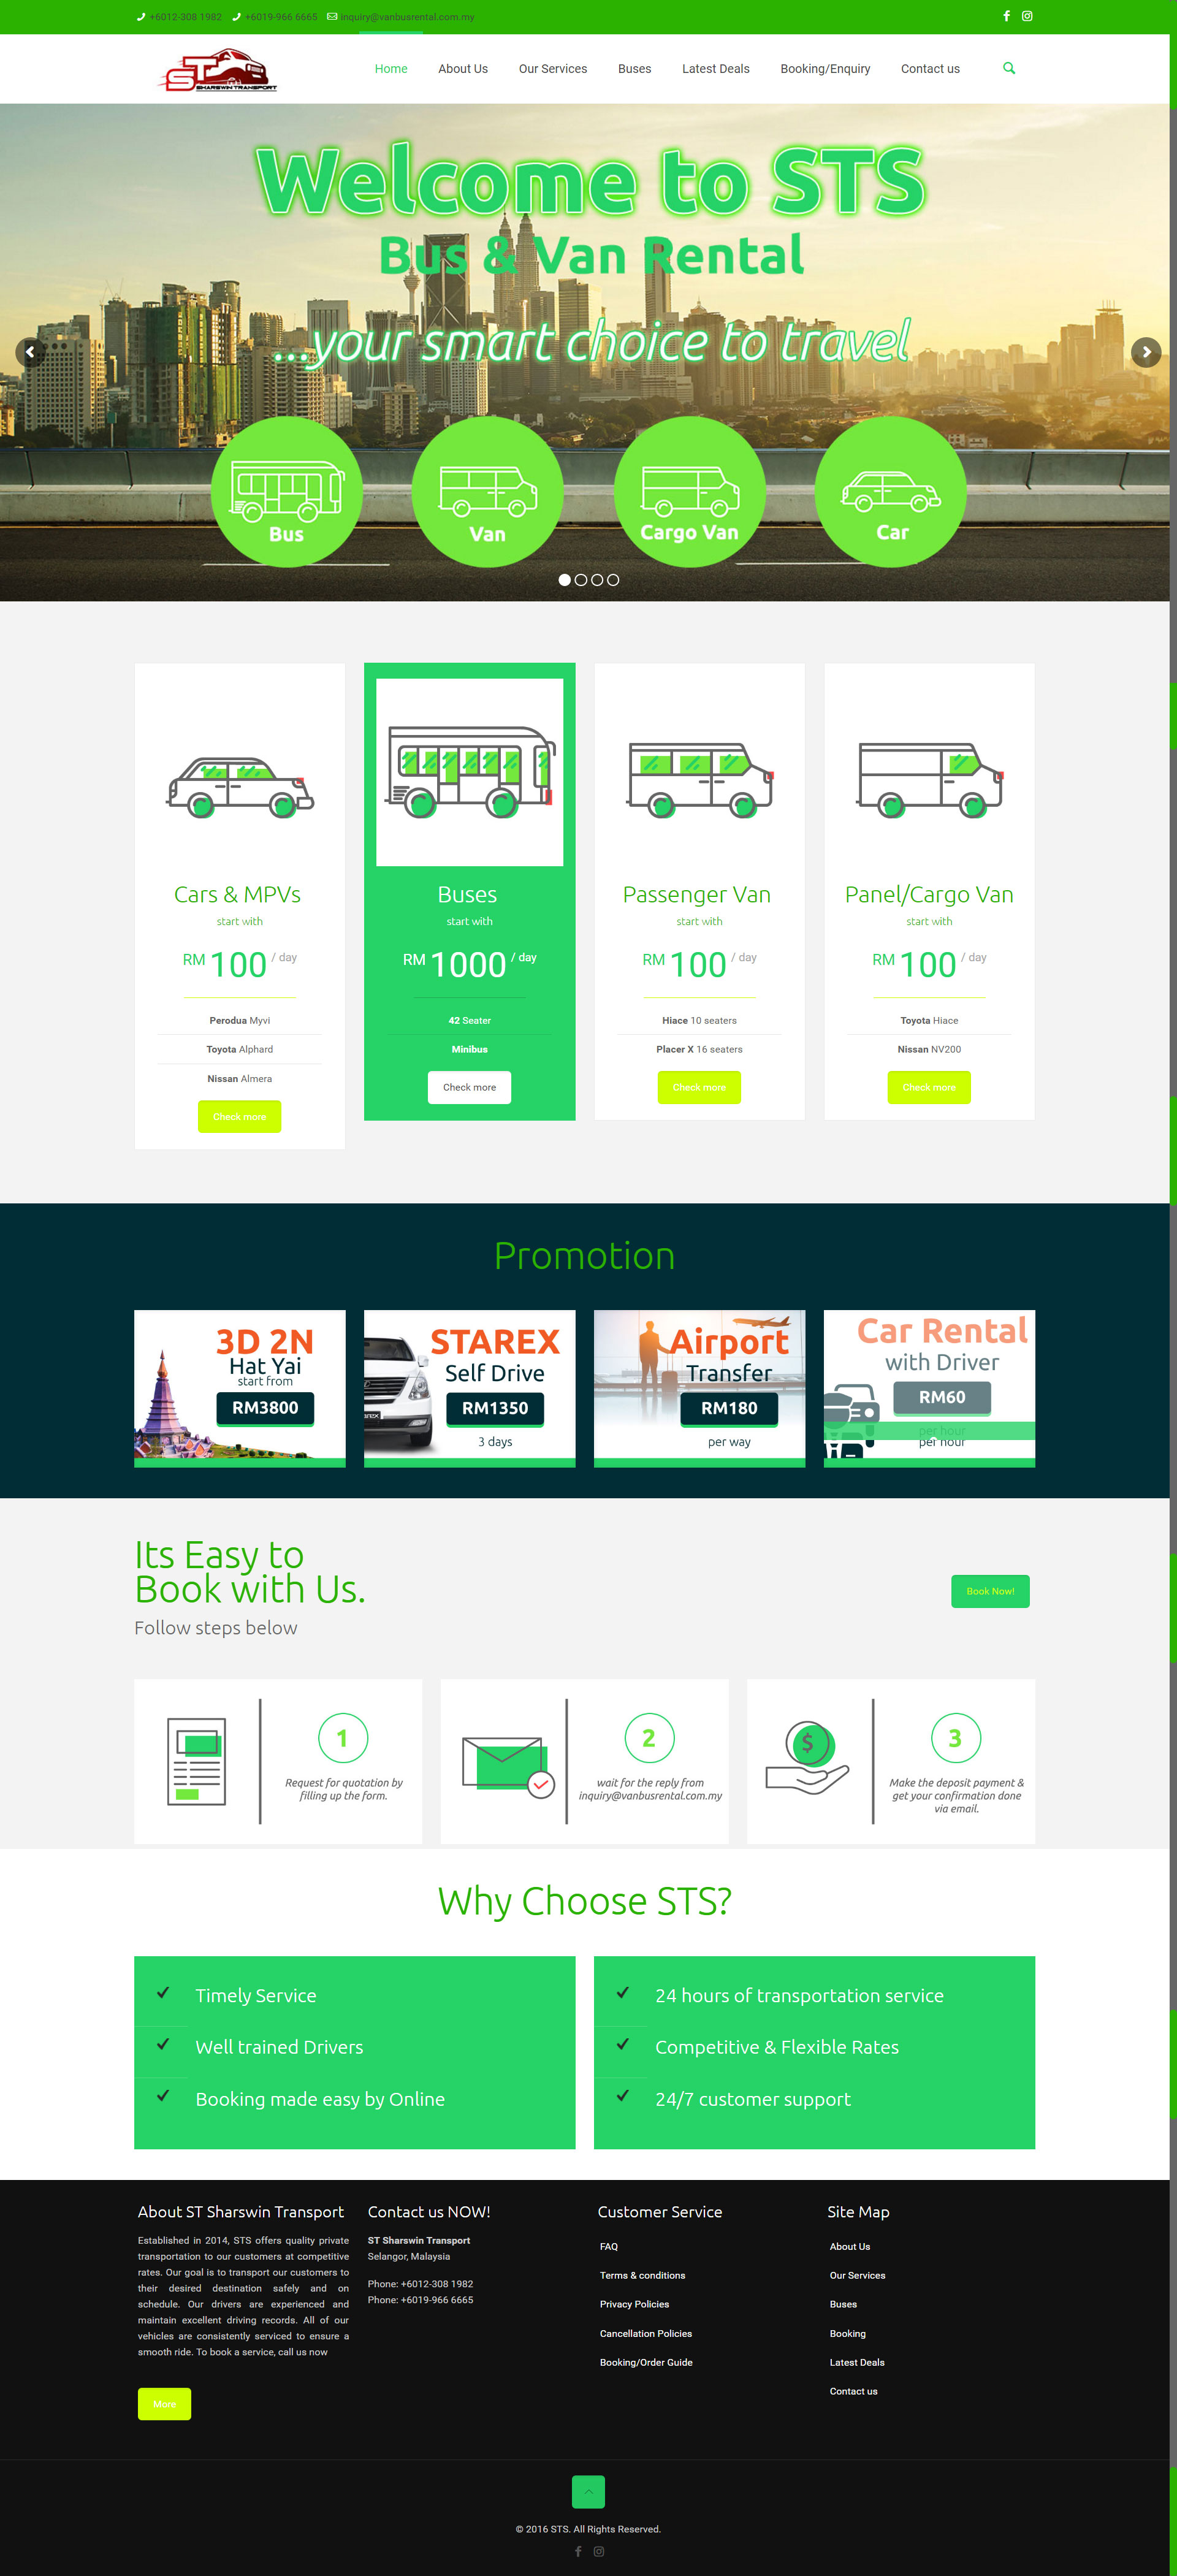 +6012-308 1982 +6019-966 6665 inquiry@vanbusrental.com.my
ST
SHARSWIN TRANSPORT
Home About Us Our Services Buses Latest Deals Booking/Enquiry Contact us
Welcome to STS
Bus & Van Rental
...your smart choice to travel
Bus
Van
Cargo Van
Car
Cars & MPVs
start with
RM 100 / day
Perodua Myvi
Toyota Alphard
Nissan Almera
Check more
Buses
start with
RM 1000 / day
42 Seater
Minibus
Check more
Passenger Van
start with
RM 100 / day
Hiace 10 seaters
Placer X 16 seaters
Check more
Panel/Cargo Van
start with
RM 100 / day
Toyota Hiace
Nissan NV200
Check more
Promotion
3D 2N
Hat Yai
start from
RM3800
STAREX
Self Drive
RM1350
3 days
Airport
Transfer
RM180
per way
Car Rental
with Driver
RM60
per hour
per hour
Its Easy to
Book with Us.
Follow steps below
Book Now!
1
Request for quotation by
filling up the form.
2
wait for the reply from
inquiry@vanbusrental.com.my
3
Make the deposit payment &
get your confirmation done
via email.
Why Choose STS?
Timely Service
Well trained Drivers
Booking made easy by Online
24 hours of transportation service
Competitive & Flexible Rates
24/7 customer support
About ST Sharswin Transport
Established in 2014, STS offers quality private
transportation to our customers at competitive
rates. Our goal is to transport our customers to
their desired destination safely and on
schedule. Our drivers are experienced and
maintain excellent driving records. All of our
vehicles are consistently serviced to ensure a
smooth ride. To book a service, call us now
More
Contact us NOW!
ST Sharswin Transport
Selangor, Malaysia
Phone: +6012-308 1982
Phone: +6019-966 6665
Customer Service
FAQ
Terms & conditions
Privacy Policies
Cancellation Policies
Booking/Order Guide
Site Map
About Us
Our Services
Buses
Booking
Latest Deals
Contact us
© 2016 STS. All Rights Reserved.